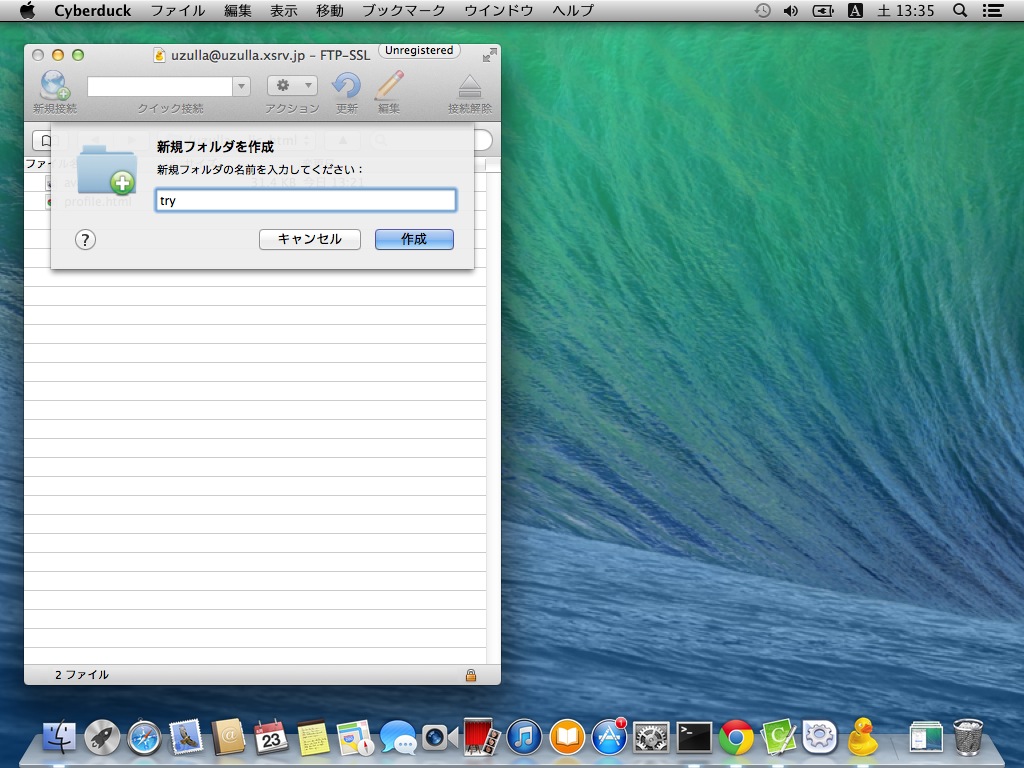 Cyberduck ファイル 編集 表示 移動 ブックマーク ウインドウ ヘルプ A 土 13:35
uzulla@uzulla.xsrv.jp – FTP-SSL Unregistered
新規接続 クイック接続 アクション 更新 編集 接続解除
新規フォルダを作成
新規フォルダの名前を入力してください：
profile.html
try
? キャンセル 作成
2 ファイル
23